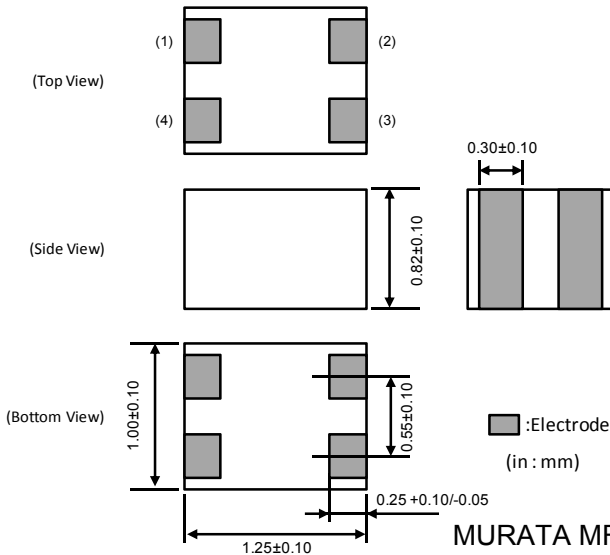 (1)
(2)
(Top View)
(4)
(3)
0.30±0.10
(Side View)
0.82±0.10
(Bottom View)
1.00±0.10
0.55±0.10
:Electrode
(in : mm)
0.25 +0.10/-0.05
1.25±0.10
MURATA